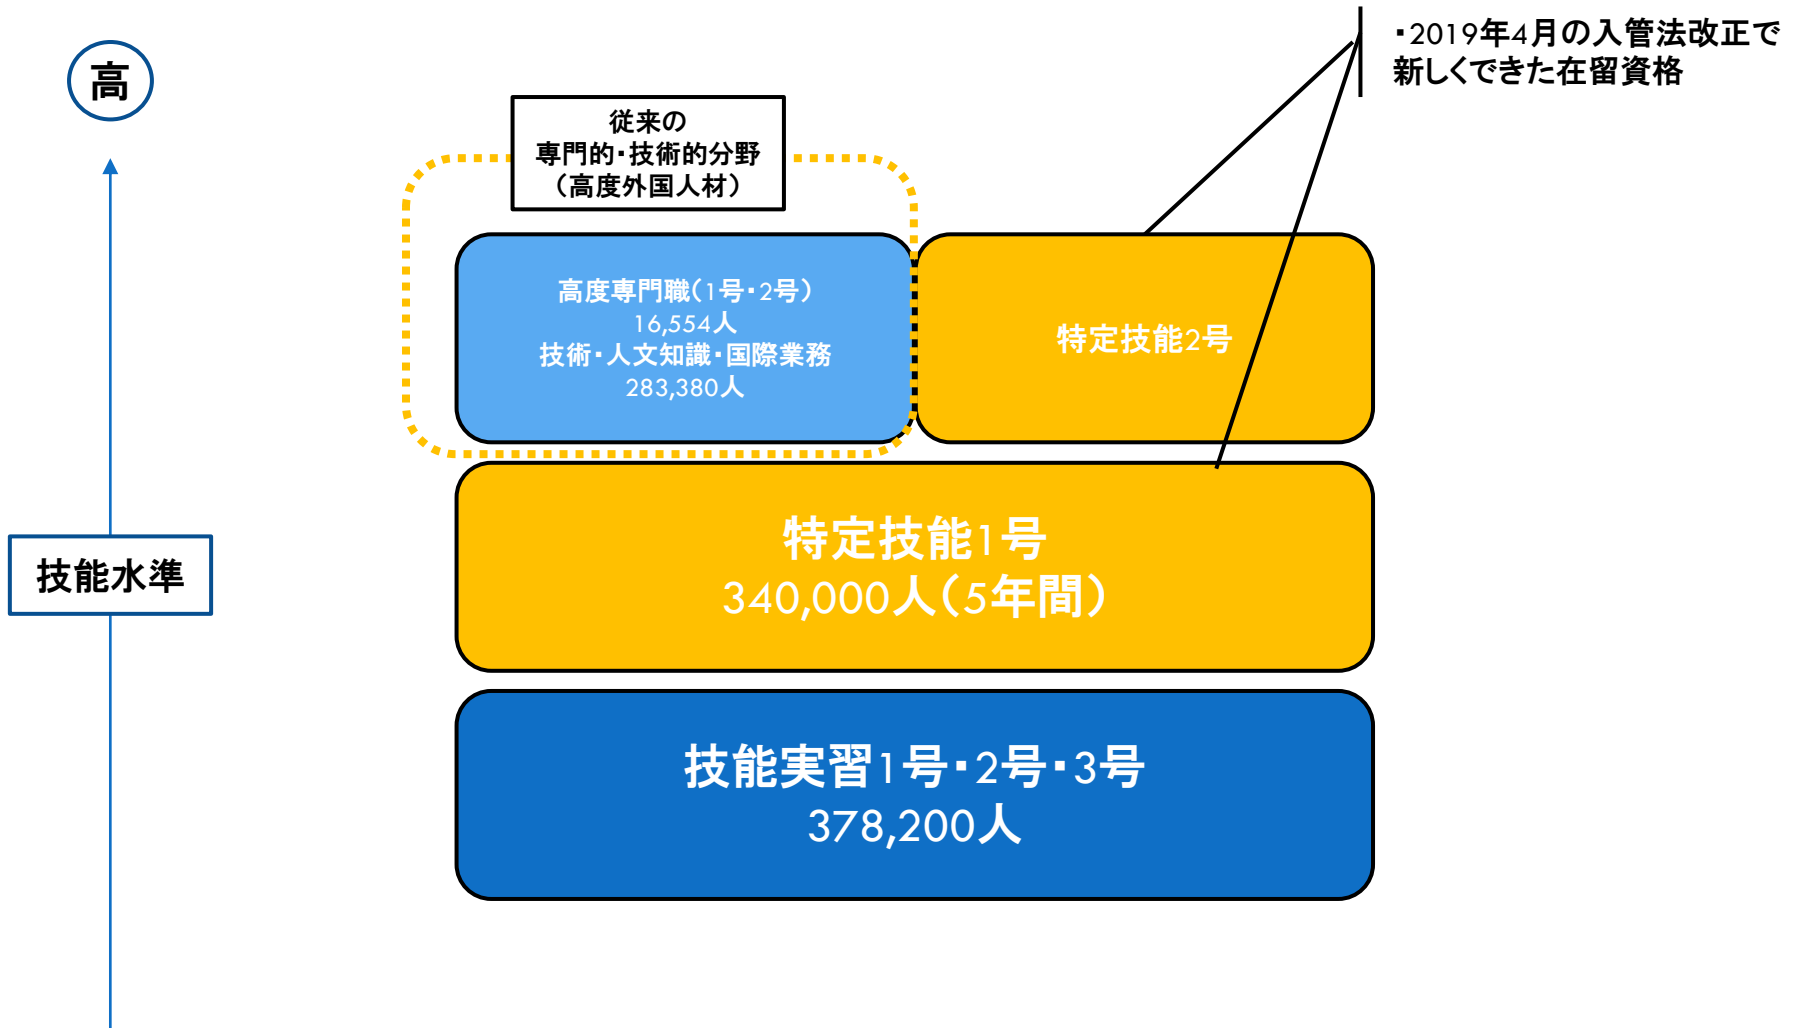 ・2019年4月の入管法改正で
新しくできた在留資格
高
従来の
専門的・技術的分野
（高度外国人材）
高度専門職（1号・2号）
16,554人
技術・人文知識・国際業務
283,380人
特定技能2号
特定技能1号
340,000人（5年間）
技能水準
技能実習1号・2号・3号
378,200人